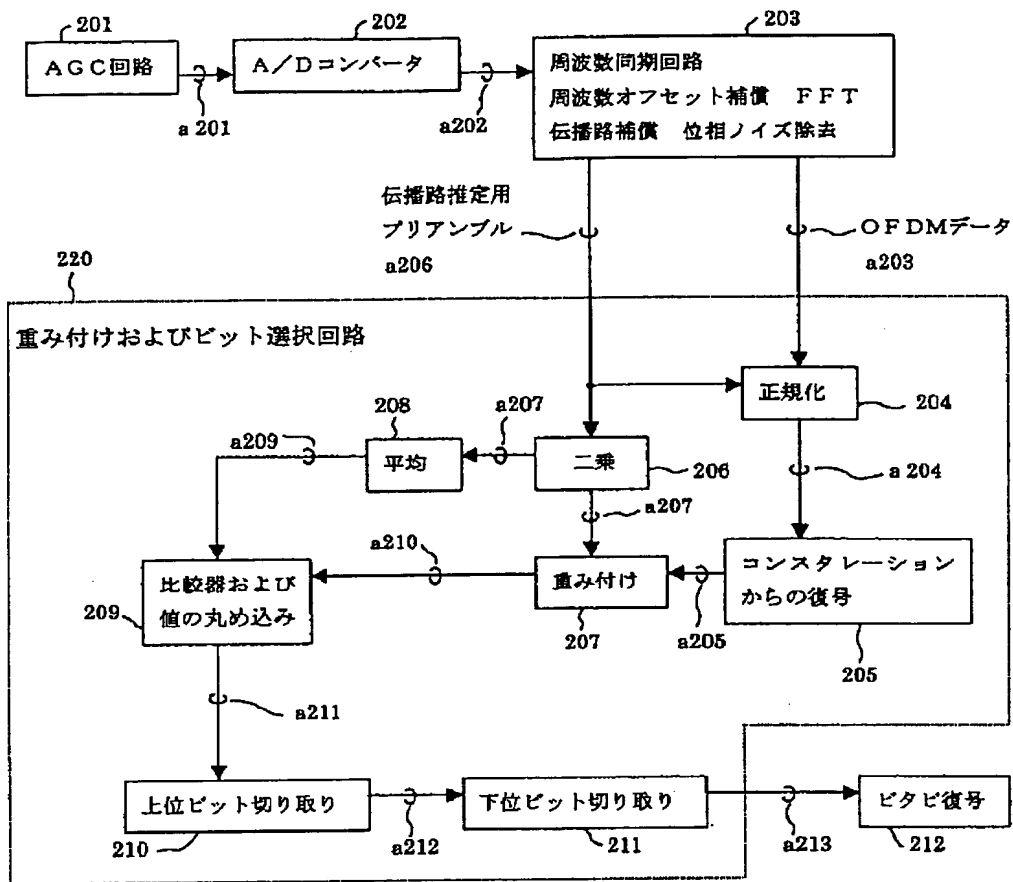 201
202
203
AGC回路
A/Dコンバータ
周波数同期回路
周波数オフセット補償 FFT
伝播路補償 位相ノイズ除去
a201
a202
伝播路推定用
プリアンブル
a206
OFDMデータ
a203
220
重み付けおよびビット選択回路
正規化
204
208
a207
a209
平均
二乗
206
a204
a207
a210
比較器および
値の丸め込み
209
重み付け
207
a205
コンスタレーション
からの復号
205
a211
上位ビット切り取り
210
a212
下位ビット切り取り
211
a213
ビタビ復号
212